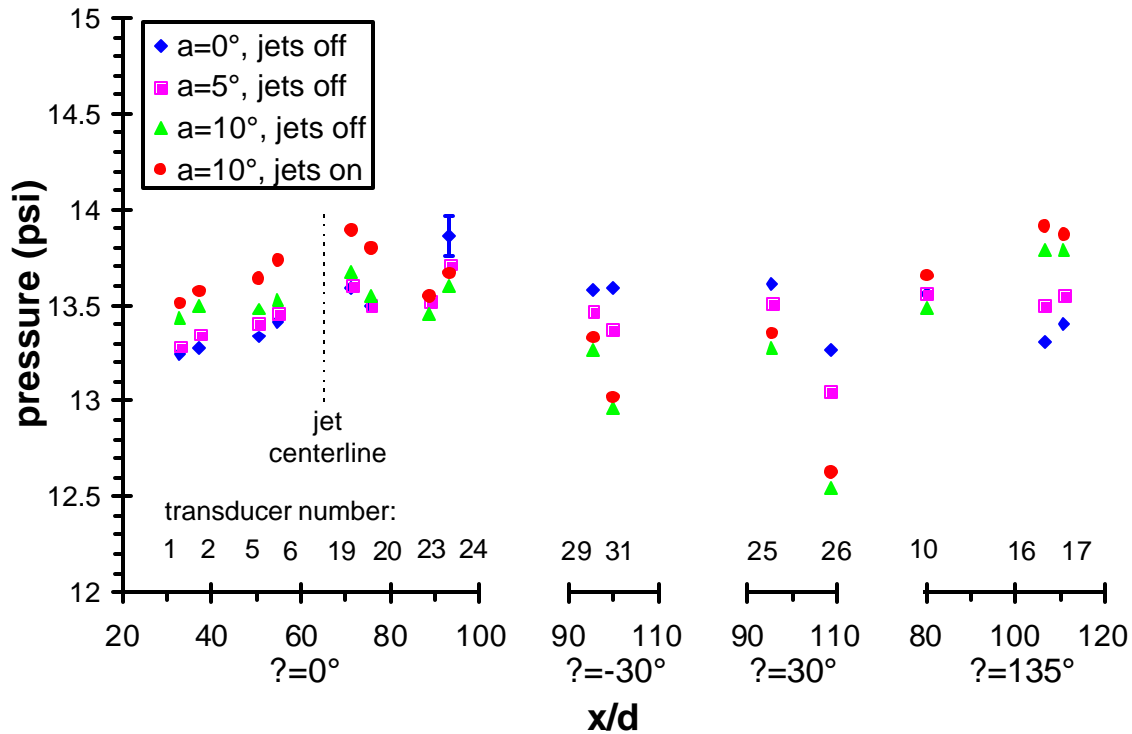 15
14.5
14
13.5
13
12.5
12
pressure (psi)
a=0°, jets off
a=5°, jets off
a=10°, jets off
a=10°, jets on
jet
centerline
transducer number:
1 2 5 6 19 20 23 24 29 31 25 26 10 16 17
20 40 60 80 100 90 110 90 110 80 100 120
?=0° ?=-30° ?=30° ?=135°
x/d